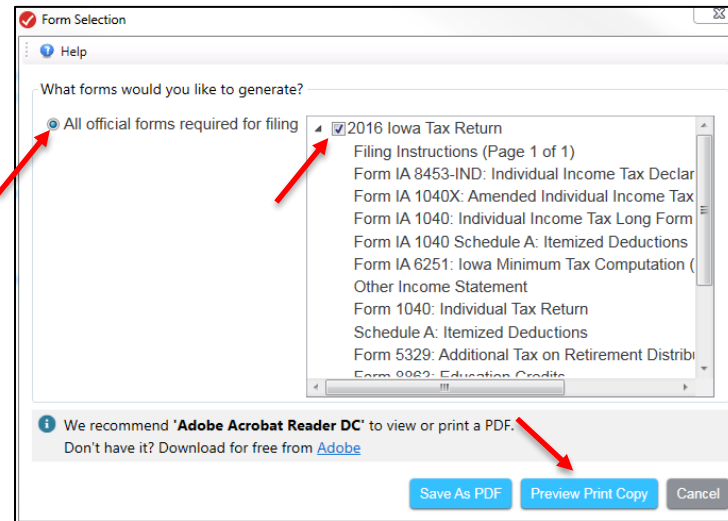 Form Selection
Help
What forms would you like to generate?
All official forms required for filing
2016 Iowa Tax Return
Filing Instructions (Page 1 of 1)
Form IA 8453-IND: Individual Income Tax Declar
Form IA 1040X: Amended Individual Income Tax
Form IA 1040: Individual Income Tax Long Form
Form IA 1040 Schedule A: Itemized Deductions
Form IA 6251: Iowa Minimum Tax Computation (
Other Income Statement
Form 1040: Individual Tax Return
Schedule A: Itemized Deductions
Form 5329: Additional Tax on Retirement Distribu
Form 8863: Education Credits
We recommend 'Adobe Acrobat Reader DC' to view or print a PDF.
Don't have it? Download for free from Adobe
Save As PDF
Preview Print Copy
Cancel